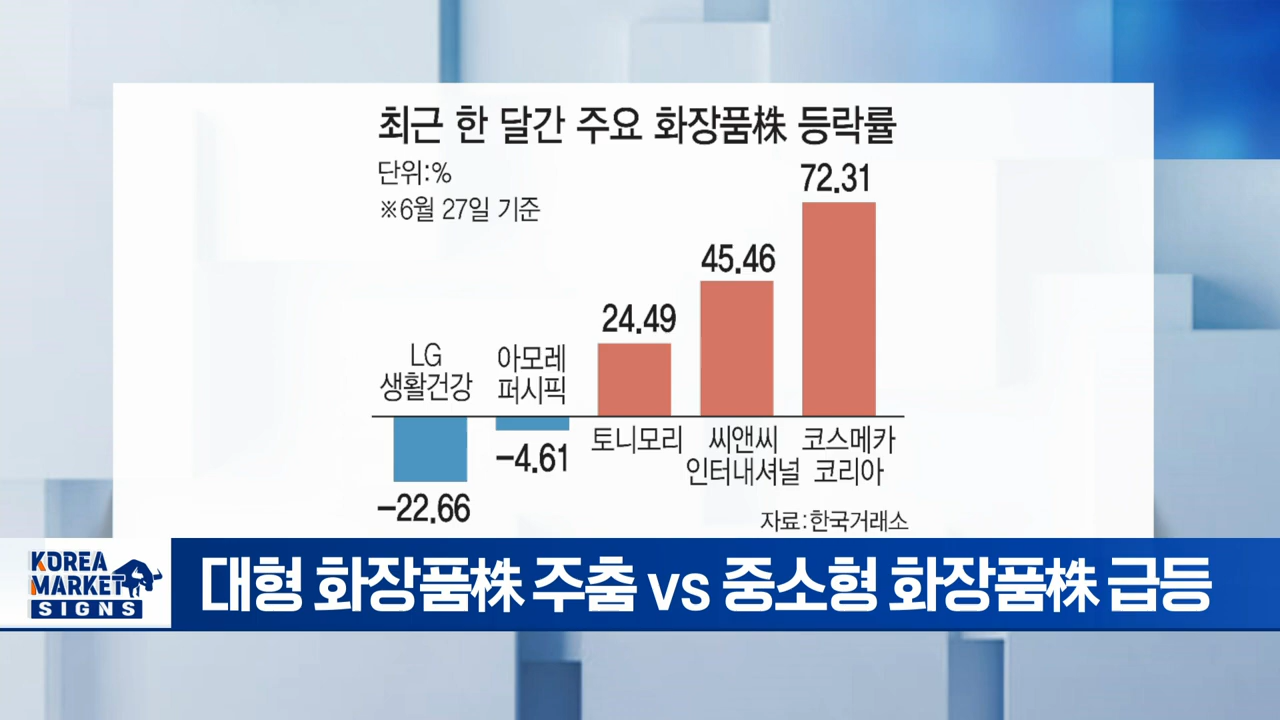 최근 한 달간 주요 화장품株 등락률
단위:%
※6월 27일 기준
LG
생활건강
-22.66
아모레
퍼시픽
-4.61
24.49
토니모리
45.46
씨앤씨
인터내셔널
72.31
코스메카
코리아
자료:한국거래소
KOREA
MARKET
SIGNS
대형 화장품株 주춤 vs 중소형 화장품株 급등